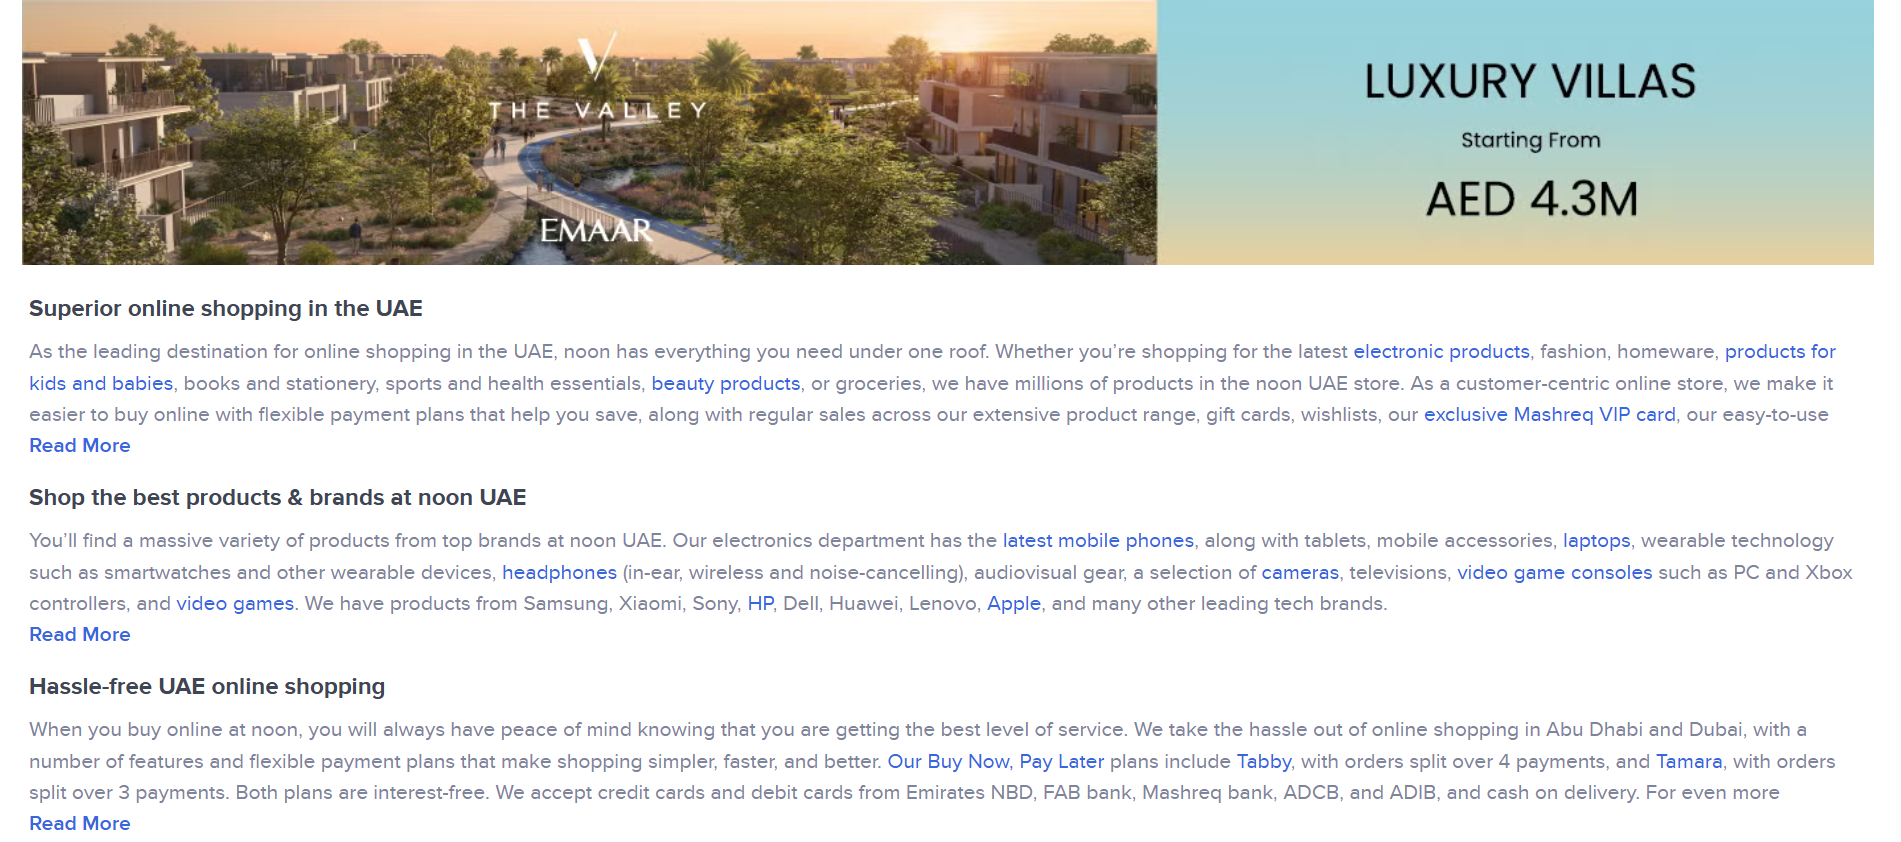 THE VALLEY
EMAAR
LUXURY VILLAS
Starting From
AED 4.3M
Superior online shopping in the UAE
As the leading destination for online shopping in the UAE, noon has everything you need under one roof. Whether you’re shopping for the latest electronic products, fashion, homeware, products for
kids and babies, books and stationery, sports and health essentials, beauty products, or groceries, we have millions of products in the noon UAE store. As a customer-centric online store, we make it
easier to buy online with flexible payment plans that help you save, along with regular sales across our extensive product range, gift cards, wishlists, our exclusive Mashreq VIP card, our easy-to-use
Read More
Shop the best products & brands at noon UAE
You’ll find a massive variety of products from top brands at noon UAE. Our electronics department has the latest mobile phones, along with tablets, mobile accessories, laptops, wearable technology
such as smartwatches and other wearable devices, headphones (in-ear, wireless and noise-cancelling), audiovisual gear, a selection of cameras, televisions, video game consoles such as PC and Xbox
controllers, and video games. We have products from Samsung, Xiaomi, Sony, HP, Dell, Huawei, Lenovo, Apple, and many other leading tech brands.
Read More
Hassle-free UAE online shopping
When you buy online at noon, you will always have peace of mind knowing that you are getting the best level of service. We take the hassle out of online shopping in Abu Dhabi and Dubai, with a
number of features and flexible payment plans that make shopping simpler, faster, and better. Our Buy Now, Pay Later plans include Tabby, with orders split over 4 payments, and Tamara, with orders
split over 3 payments. Both plans are interest-free. We accept credit cards and debit cards from Emirates NBD, FAB bank, Mashreq bank, ADCB, and ADIB, and cash on delivery. For even more
Read More